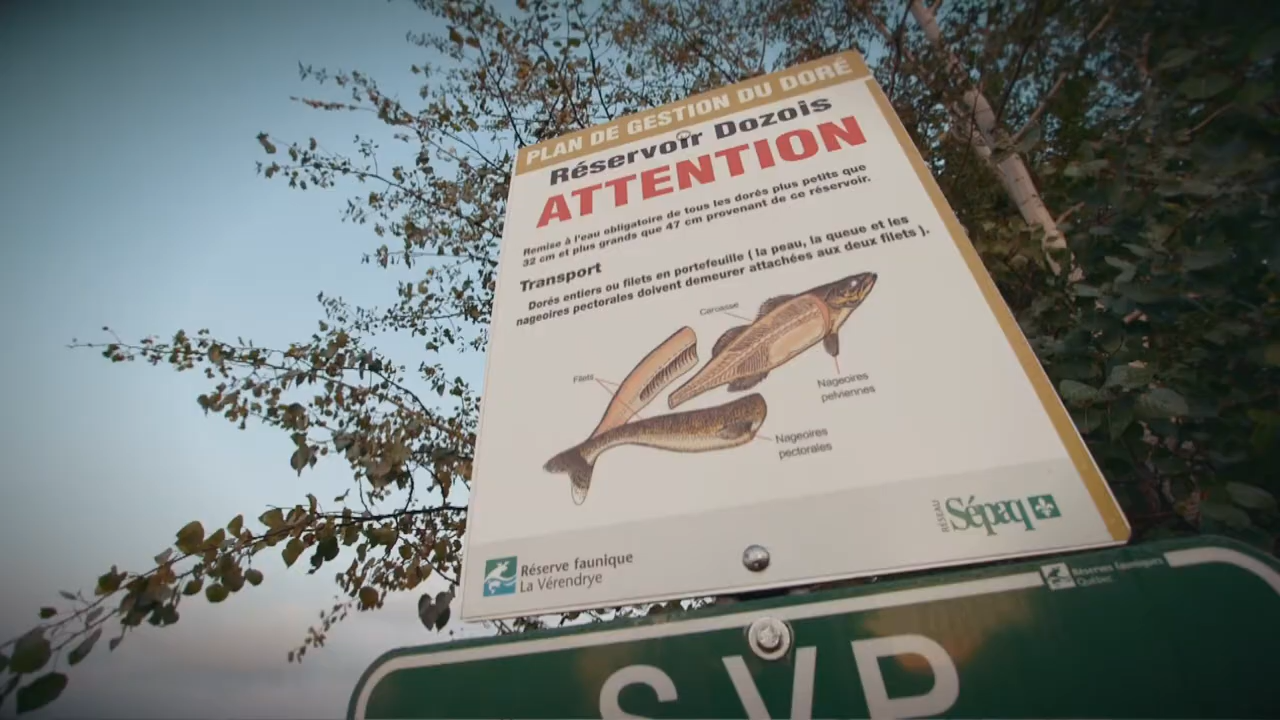 PLAN DE GESTION DU DORÉ
Réservoir Dozois
ATTENTION
Remise à l'eau obligatoire de tous les dorés plus petits que
32 cm et plus grands que 47 cm provenant de ce réservoir.
Transport
Dorés entiers ou filets en portefeuille ( la peau, la queue et les
nageoires pectorales doivent demeurer attachées aux deux filets ).
Carcasse
Filets
Nageoires
pelviennes
Nageoires
pectorales
RÉSEAU
Sépaq
Réserve faunique
La Vérendrye
Réserves fauniques
Québec
SVP